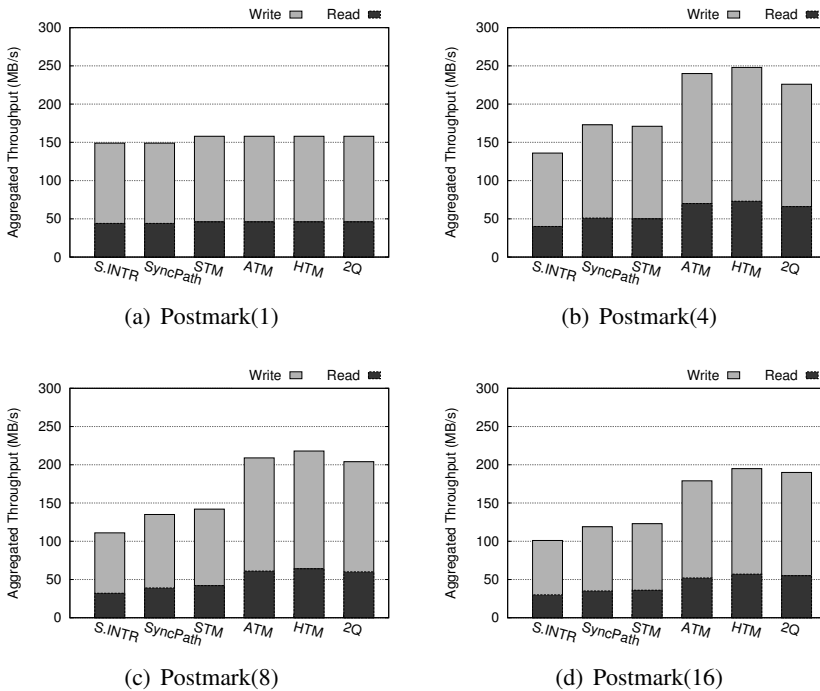 Write Read
300
250
200
150
100
50
0
Aggregated Throughput (MB/s)
S.INTR SyncPath STM ATM HTM 2Q
(a) Postmark(1)
Write Read
300
250
200
150
100
50
0
Aggregated Throughput (MB/s)
S.INTR SyncPath STM ATM HTM 2Q
(b) Postmark(4)
Write Read
300
250
200
150
100
50
0
Aggregated Throughput (MB/s)
S.INTR SyncPath STM ATM HTM 2Q
(c) Postmark(8)
Write Read
300
250
200
150
100
50
0
Aggregated Throughput (MB/s)
S.INTR SyncPath STM ATM HTM 2Q
(d) Postmark(16)